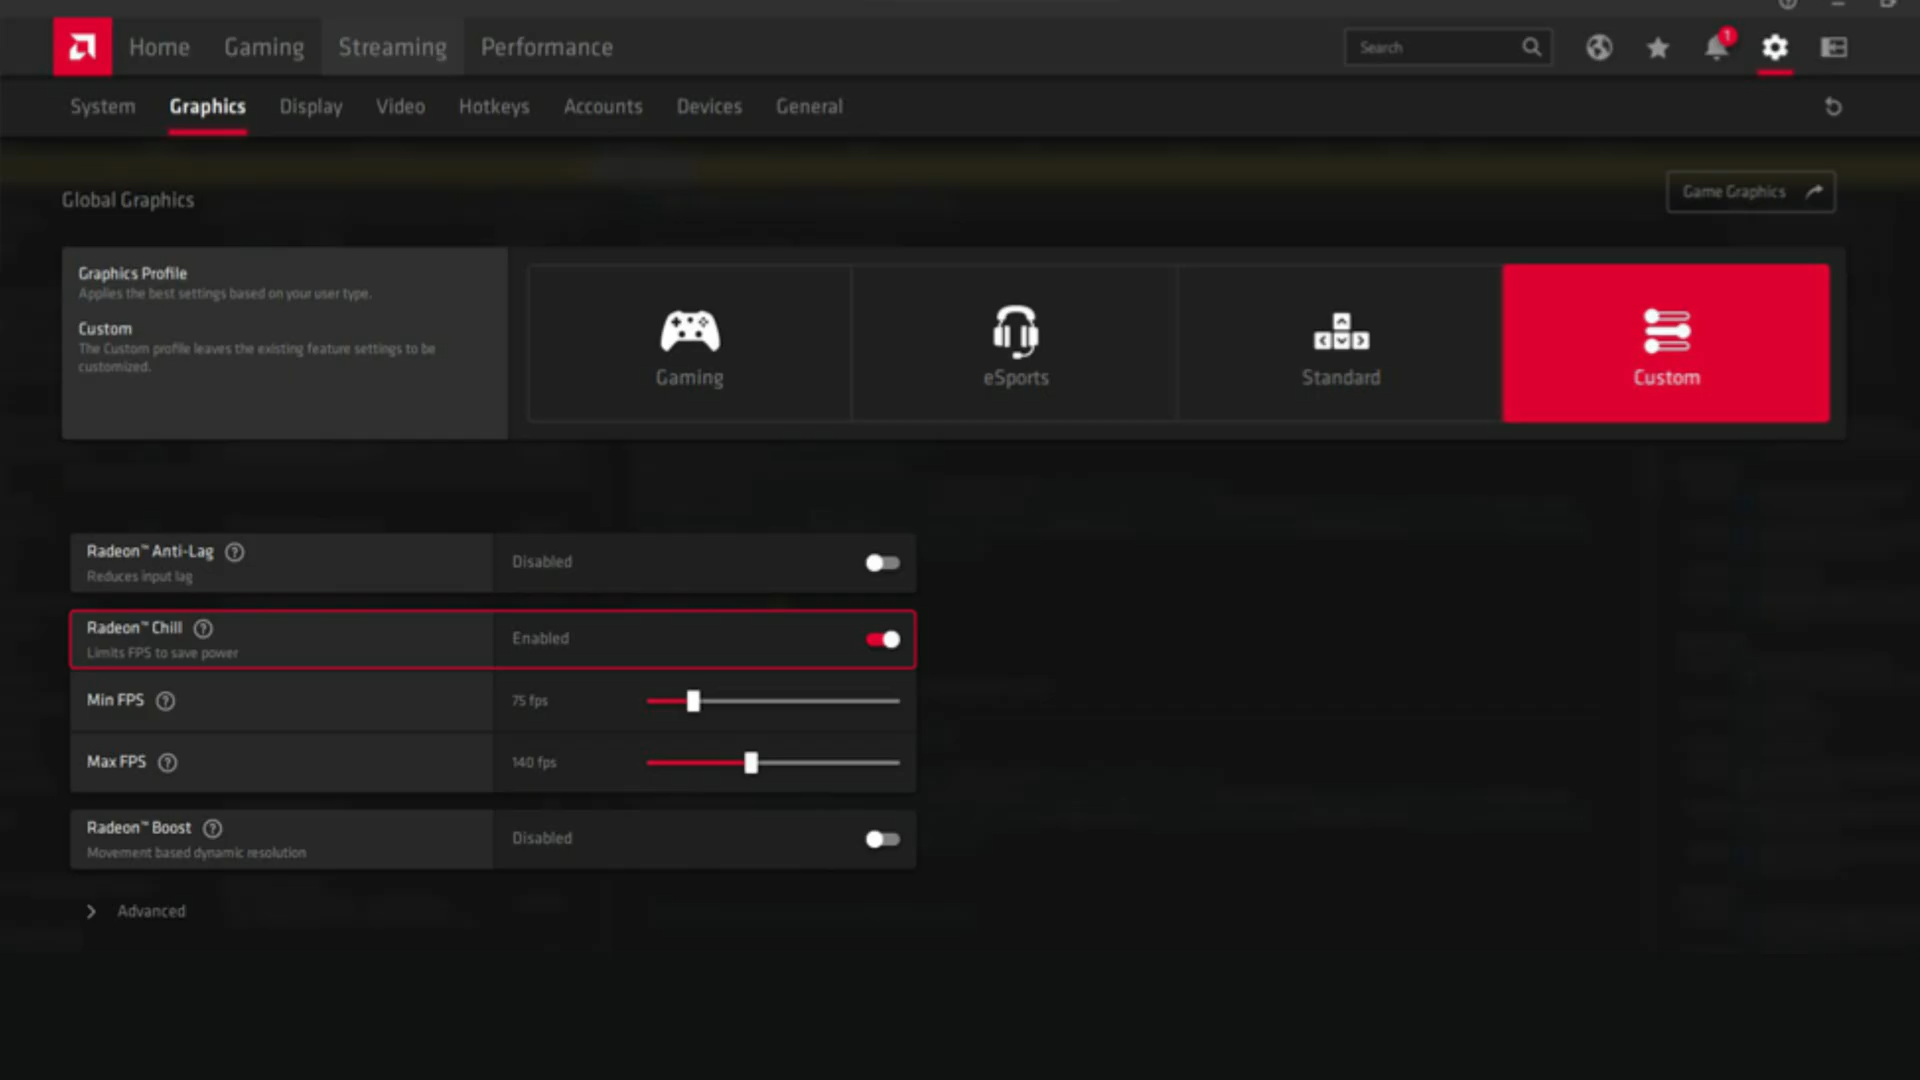 Home Gaming Streaming Performance
Search
1
System Graphics Display Video Hotkeys Accounts Devices General
Global Graphics
Game Graphics
Graphics Profile
Applies the best settings based on your user type.
Custom
The Custom profile leaves the existing feature settings to be
customized.
Gaming
eSports
Standard
Custom
Radeon™ Anti-Lag ?
Reduces input lag
Disabled
Radeon™ Chill ?
Limits FPS to save power
Enabled
Min FPS ?
75 fps
Max FPS ?
140 fps
Radeon™ Boost ?
Movement based dynamic resolution
Disabled
Advanced